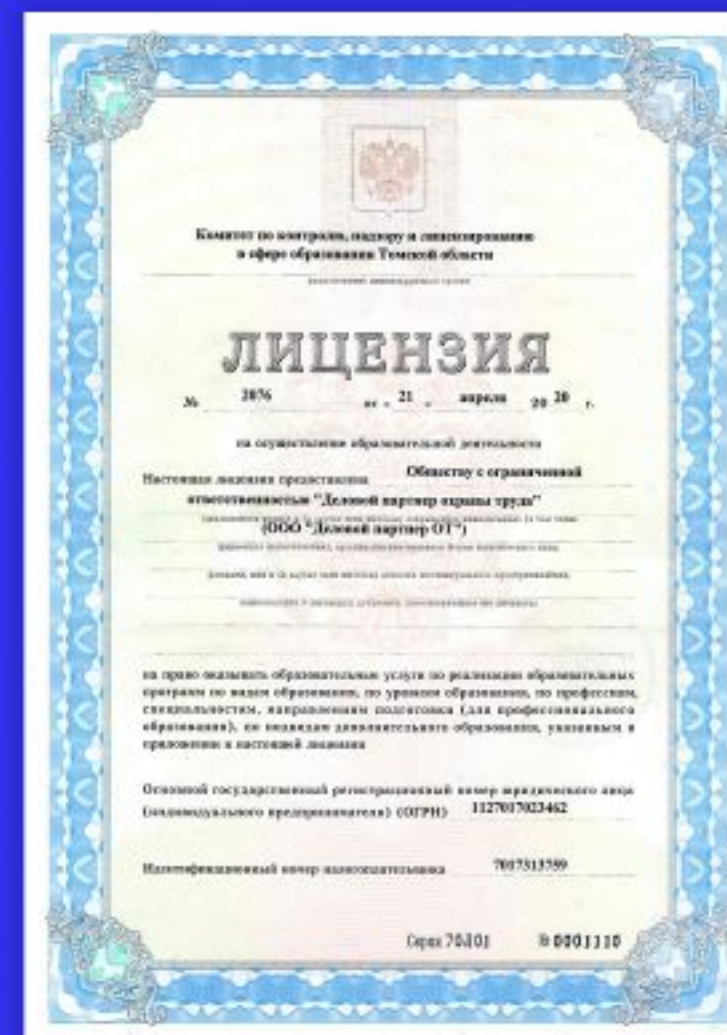 Комитет по контролю, надзору и лицензированию
в сфере образования Томской области
ЛИЦЕНЗИЯ
№ 2076 от « 21 » апреля 20 20 г.
на осуществление образовательной деятельности
Настоящая лицензия предоставлена Обществу с ограниченной
ответственностью "Деловой партнер охраны труда"
(ООО "Деловой партнер ОТ")
на право оказывать образовательные услуги по реализации образовательных
программ по видам образования, по уровням образования, по профессиям,
специальностям, направлениям подготовки (для профессионального
образования), по подвидам дополнительного образования, указанным в
приложении к настоящей лицензии
Основной государственный регистрационный номер юридического лица
(индивидуального предпринимателя) (ОГРН) 1127017023462
Идентификационный номер налогоплательщика 7017313759
Серия 70Л01 № 0001110